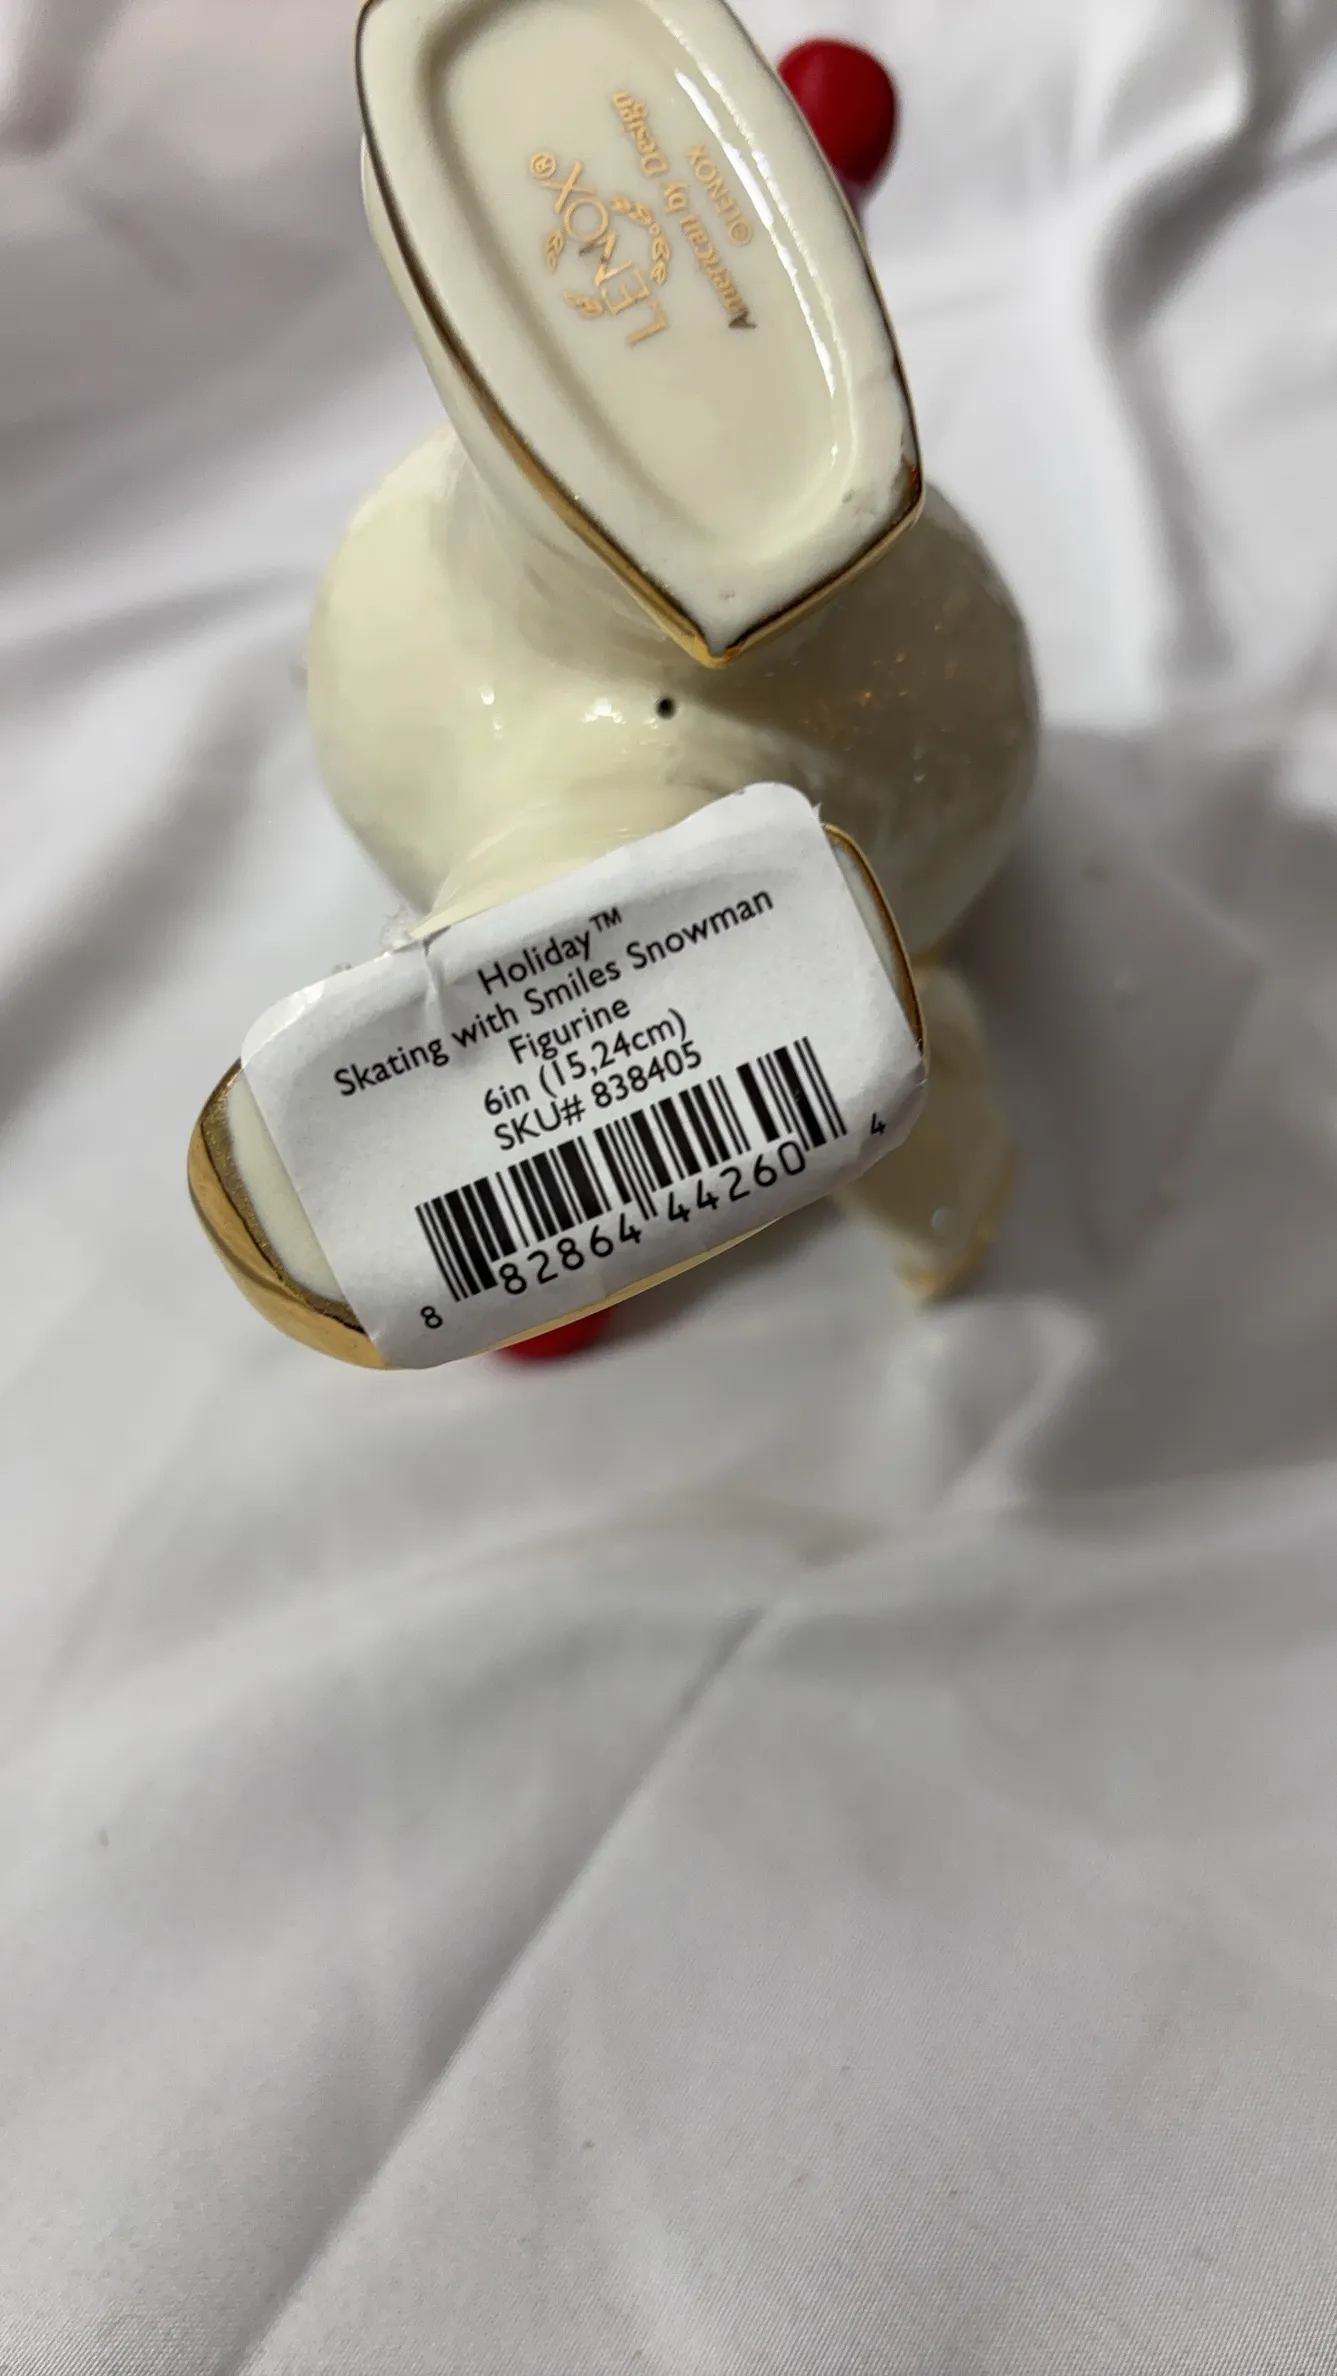 LENOX®
American by Design
©LENOX
Holiday™
Skating with Smiles Snowman
Figurine
6in (15,24cm)
SKU# 838405
8 82864 44260 4